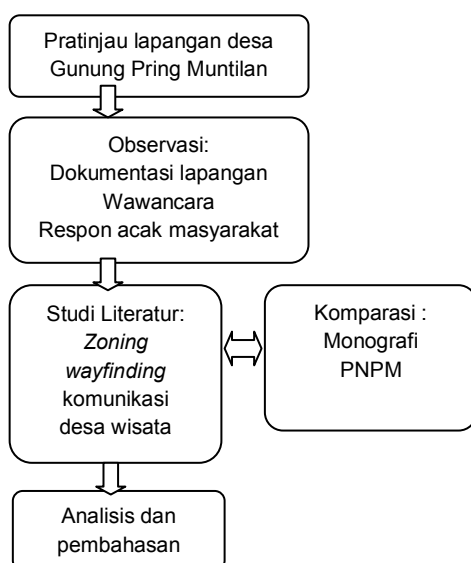 Pratinjau lapangan desa
Gunung Pring Muntilan
Observasi:
Dokumentasi lapangan
Wawancara
Respon acak masyarakat
Studi Literatur:
Zoning
wayfinding
komunikasi
desa wisata
Komparasi :
Monografi
PNPM
Analisis dan
pembahasan